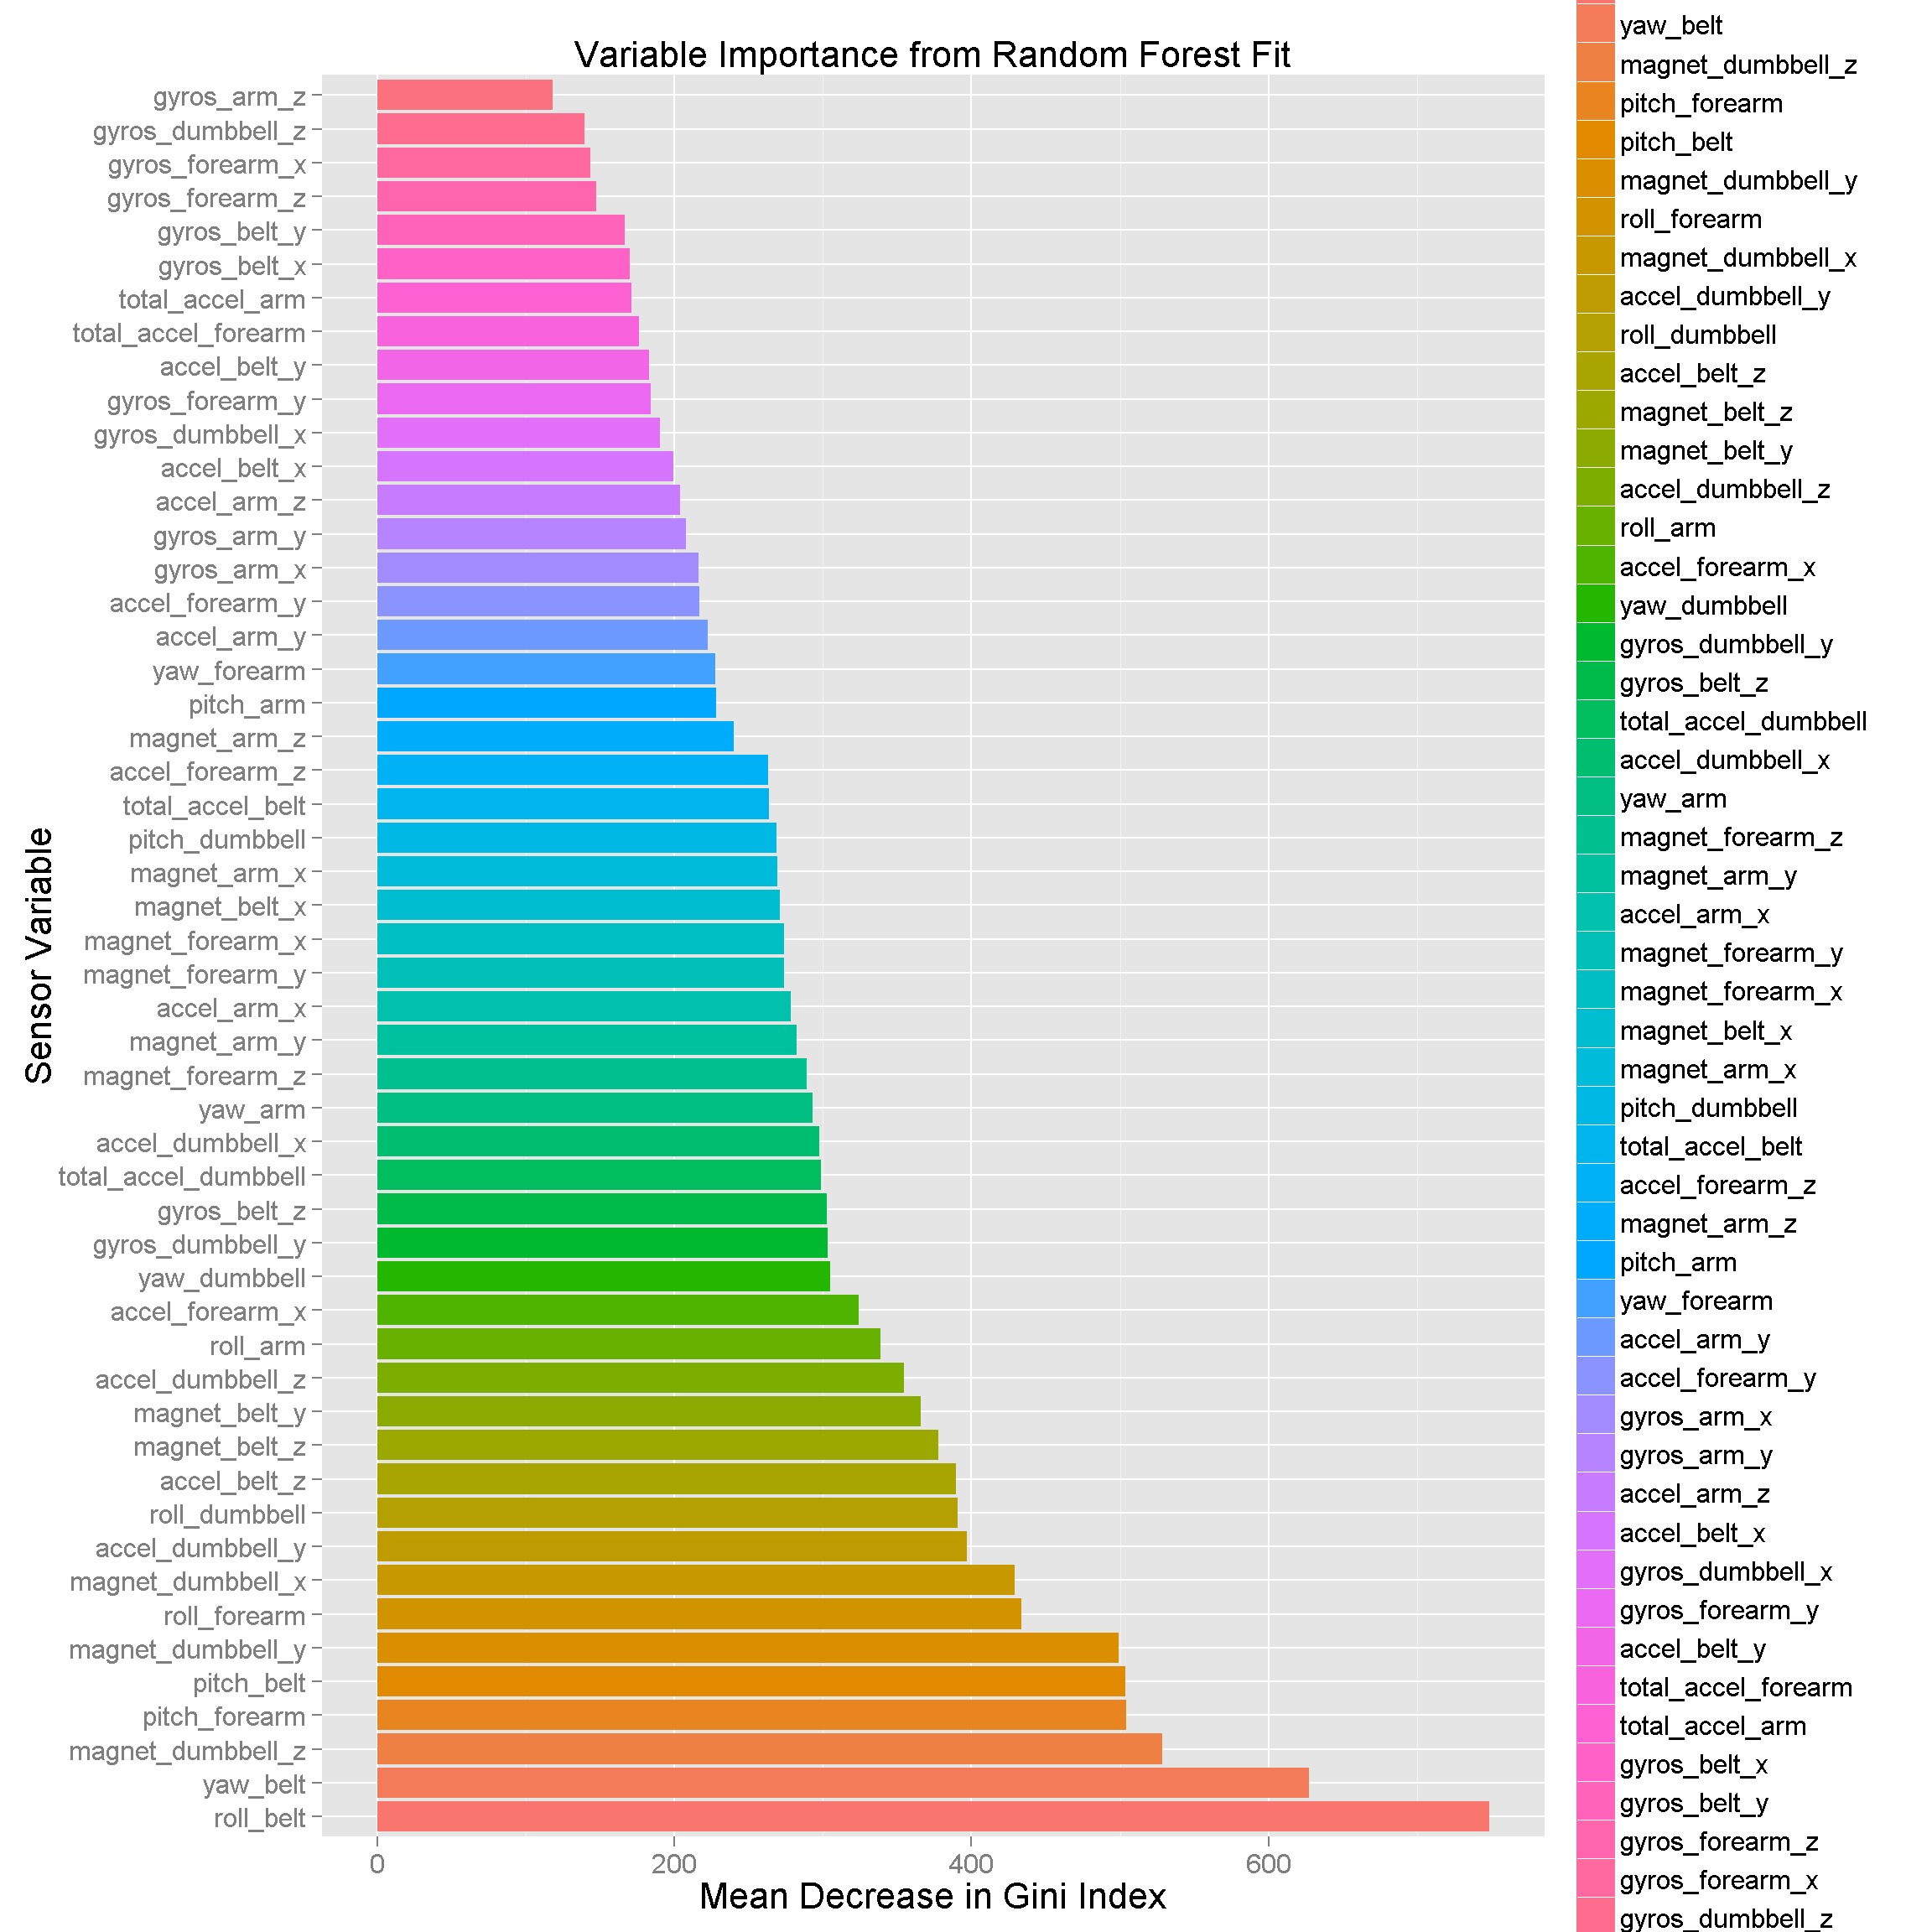 Variable Importance from Random Forest Fit
Sensor Variable
gyros_arm_z
gyros_dumbbell_z
gyros_forearm_x
gyros_forearm_z
gyros_belt_y
gyros_belt_x
total_accel_arm
total_accel_forearm
accel_belt_y
gyros_forearm_y
gyros_dumbbell_x
accel_belt_x
accel_arm_z
gyros_arm_y
gyros_arm_x
accel_forearm_y
accel_arm_y
yaw_forearm
pitch_arm
magnet_arm_z
accel_forearm_z
total_accel_belt
pitch_dumbbell
magnet_arm_x
magnet_belt_x
magnet_forearm_x
magnet_forearm_y
accel_arm_x
magnet_arm_y
magnet_forearm_z
yaw_arm
accel_dumbbell_x
total_accel_dumbbell
gyros_belt_z
gyros_dumbbell_y
yaw_dumbbell
accel_forearm_x
roll_arm
accel_dumbbell_z
magnet_belt_y
magnet_belt_z
accel_belt_z
roll_dumbbell
accel_dumbbell_y
magnet_dumbbell_x
roll_forearm
magnet_dumbbell_y
pitch_belt
pitch_forearm
magnet_dumbbell_z
yaw_belt
roll_belt
0 200 400 600
Mean Decrease in Gini Index
yaw_belt
magnet_dumbbell_z
pitch_forearm
pitch_belt
magnet_dumbbell_y
roll_forearm
magnet_dumbbell_x
accel_dumbbell_y
roll_dumbbell
accel_belt_z
magnet_belt_z
magnet_belt_y
accel_dumbbell_z
roll_arm
accel_forearm_x
yaw_dumbbell
gyros_dumbbell_y
gyros_belt_z
total_accel_dumbbell
accel_dumbbell_x
yaw_arm
magnet_forearm_z
magnet_arm_y
accel_arm_x
magnet_forearm_y
magnet_forearm_x
magnet_belt_x
magnet_arm_x
pitch_dumbbell
total_accel_belt
accel_forearm_z
magnet_arm_z
pitch_arm
yaw_forearm
accel_arm_y
accel_forearm_y
gyros_arm_x
gyros_arm_y
accel_arm_z
accel_belt_x
gyros_dumbbell_x
gyros_forearm_y
accel_belt_y
total_accel_forearm
total_accel_arm
gyros_belt_x
gyros_belt_y
gyros_forearm_z
gyros_forearm_x
gyros_dumbbell_z